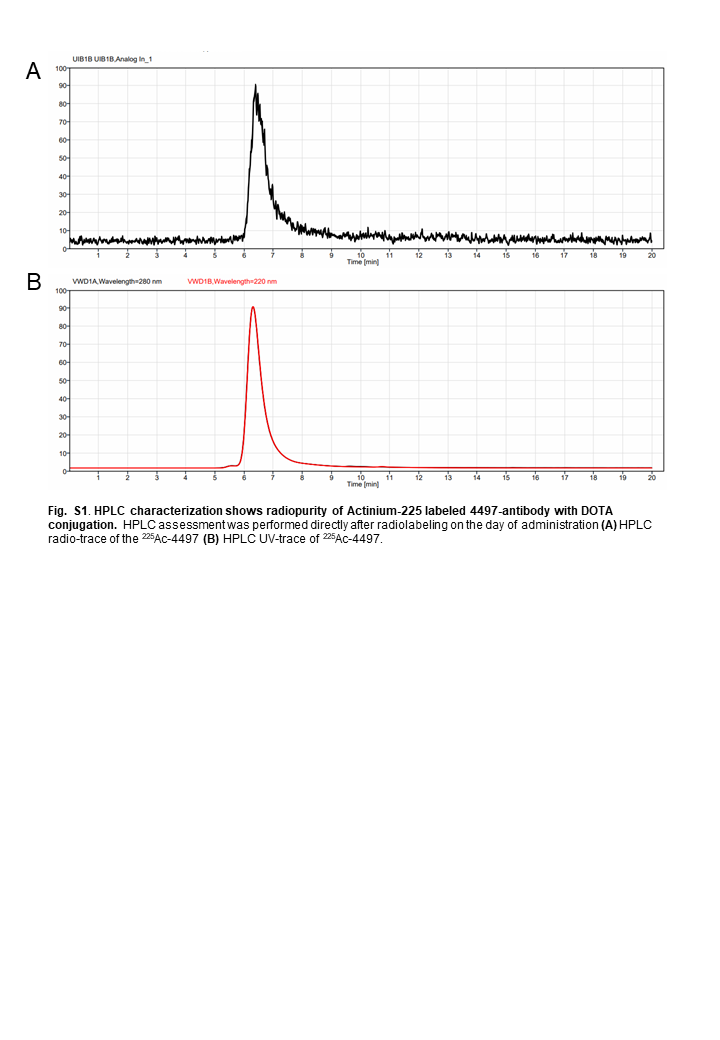 A
UIB1B UIB1B,Analog In_1
100
90
80
70
60
50
40
30
20
10
0
1 2 3 4 5 6 7 8 9 10 11 12 13 14 15 16 17 18 19 20
Time [min]
B
VWD1A,Wavelength=280 nm VWD1B,Wavelength=220 nm
100
90
80
70
60
50
40
30
20
10
0
1 2 3 4 5 6 7 8 9 10 11 12 13 14 15 16 17 18 19 20
Time [min]
Fig. S1. HPLC characterization shows radiopurity of Actinium-225 labeled 4497-antibody with DOTA
conjugation. HPLC assessment was performed directly after radiolabeling on the day of administration (A) HPLC
radio-trace of the ²²⁵Ac-4497 (B) HPLC UV-trace of ²²⁵Ac-4497.